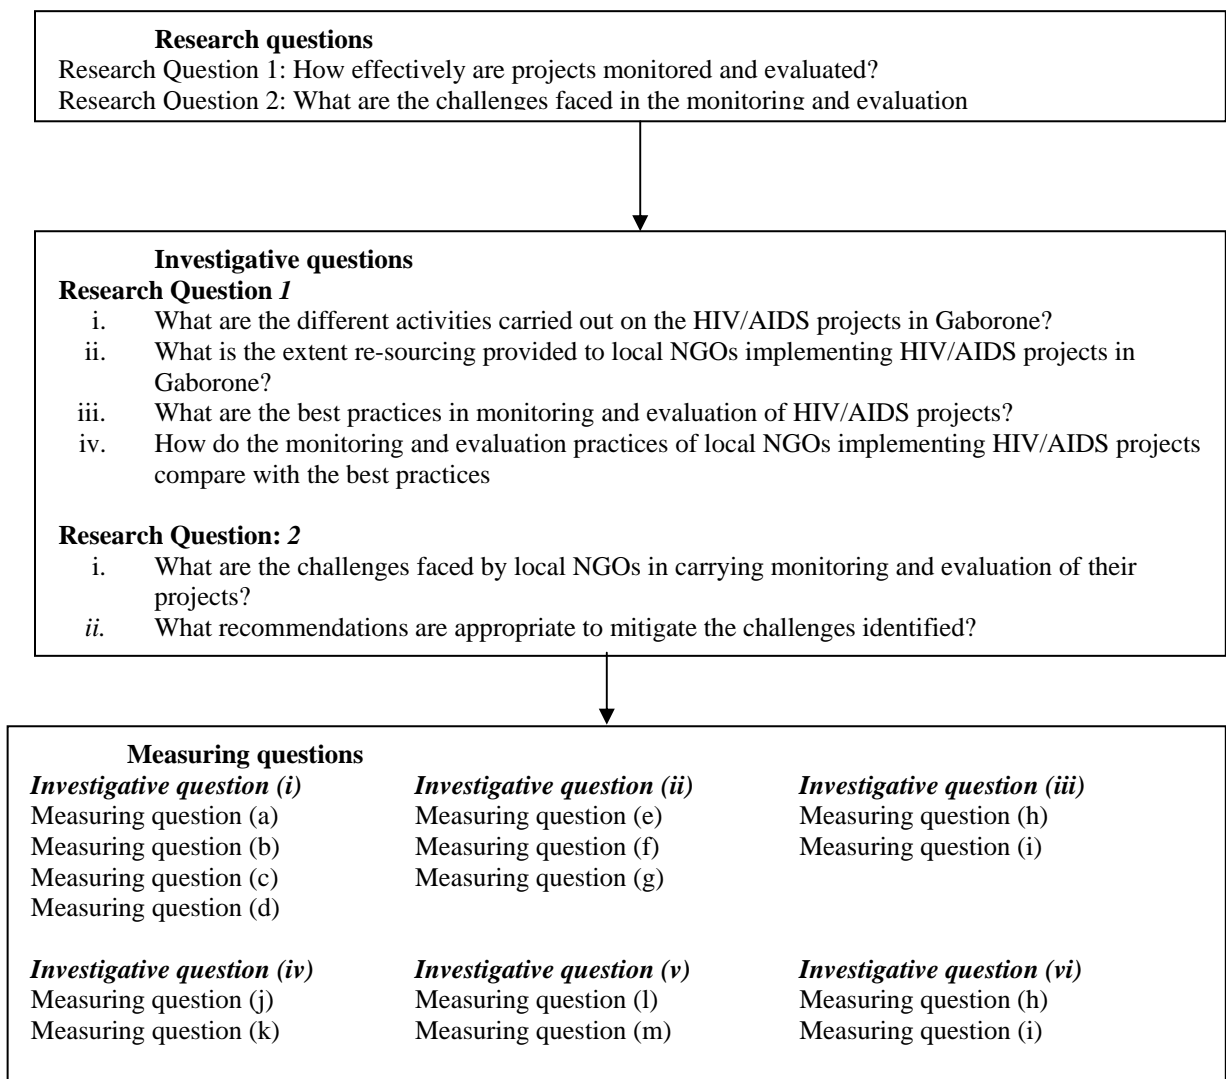 Research questions
Research Question 1: How effectively are projects monitored and evaluated?
Research Question 2: What are the challenges faced in the monitoring and evaluation
Investigative questions
Research Question 1
i. What are the different activities carried out on the HIV/AIDS projects in Gaborone?
ii. What is the extent re-sourcing provided to local NGOs implementing HIV/AIDS projects in
Gaborone?
iii. What are the best practices in monitoring and evaluation of HIV/AIDS projects?
iv. How do the monitoring and evaluation practices of local NGOs implementing HIV/AIDS projects
compare with the best practices
Research Question: 2
i. What are the challenges faced by local NGOs in carrying monitoring and evaluation of their
projects?
ii. What recommendations are appropriate to mitigate the challenges identified?
Measuring questions
Investigative question (i)
Measuring question (a)
Measuring question (b)
Measuring question (c)
Measuring question (d)
Investigative question (ii)
Measuring question (e)
Measuring question (f)
Measuring question (g)
Investigative question (iii)
Measuring question (h)
Measuring question (i)
Investigative question (iv)
Measuring question (j)
Measuring question (k)
Investigative question (v)
Measuring question (l)
Measuring question (m)
Investigative question (vi)
Measuring question (h)
Measuring question (i)